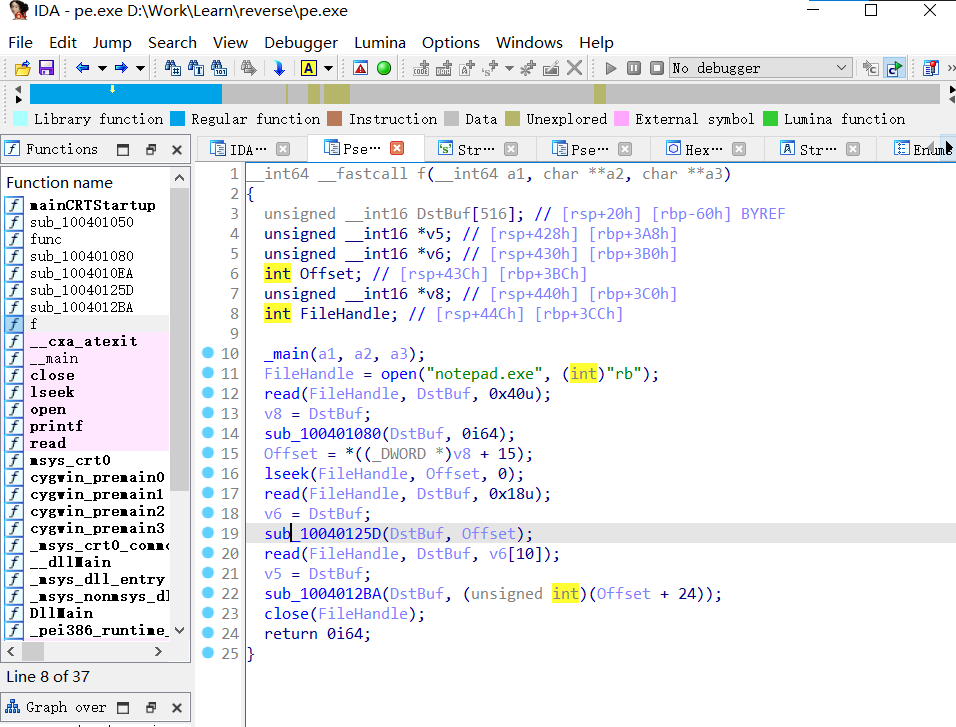 IDA - pe.exe D:\Work\Learn\reverse\pe.exe
File Edit Jump Search View Debugger Lumina Options Windows Help
No debugger
Library function Regular function Instruction Data Unexplored External symbol Lumina function
Functions
IDA⋯ Pse⋯ Str⋯ Pse⋯ Hex⋯ Str⋯ Enums
Function name
mainCRTStartup
sub_100401050
func
sub_100401080
sub_1004010EA
sub_10040125D
sub_1004012BA
f
__cxa_atexit
__main
close
lseek
open
printf
read
msys_crt0
cygwin_premain0
cygwin_premain1
cygwin_premain2
cygwin_premain3
_msys_crt0_commo
__dllMain
_msys_dll_entry
_msys_nonmsys_dl
DllMain
_pei386_runtime_
Line 8 of 37
Graph over
1 __int64 __fastcall f(__int64 a1, char **a2, char **a3)
2 {
3 unsigned __int16 DstBuf[516]; // [rsp+20h] [rbp-60h] BYREF
4 unsigned __int16 *v5; // [rsp+428h] [rbp+3A8h]
5 unsigned __int16 *v6; // [rsp+430h] [rbp+3B0h]
6 int Offset; // [rsp+43Ch] [rbp+3BCh]
7 unsigned __int16 *v8; // [rsp+440h] [rbp+3C0h]
8 int FileHandle; // [rsp+44Ch] [rbp+3CCh]
9
10 _main(a1, a2, a3);
11 FileHandle = open("notepad.exe", (int)"rb");
12 read(FileHandle, DstBuf, 0x40u);
13 v8 = DstBuf;
14 sub_100401080(DstBuf, 0i64);
15 Offset = *((_DWORD *)v8 + 15);
16 lseek(FileHandle, Offset, 0);
17 read(FileHandle, DstBuf, 0x18u);
18 v6 = DstBuf;
19 sub_10040125D(DstBuf, Offset);
20 read(FileHandle, DstBuf, v6[10]);
21 v5 = DstBuf;
22 sub_1004012BA(DstBuf, (unsigned int)(Offset + 24));
23 close(FileHandle);
24 return 0i64;
25 }